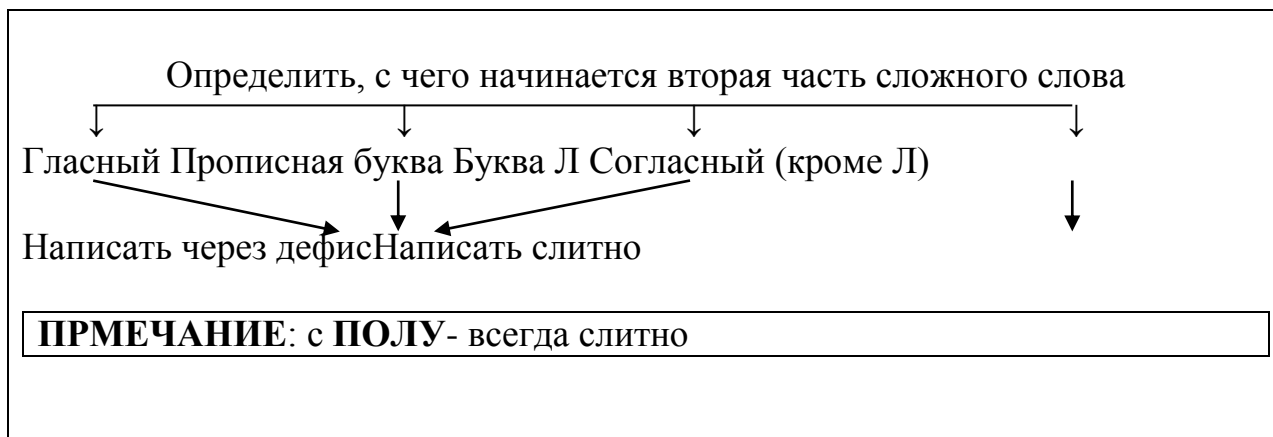 Определить, с чего начинается вторая часть сложного слова
Гласный Прописная буква Буква Л Согласный (кроме Л)
Написать через дефисНаписать слитно
ПРМЕЧАНИЕ: с ПОЛУ- всегда слитно